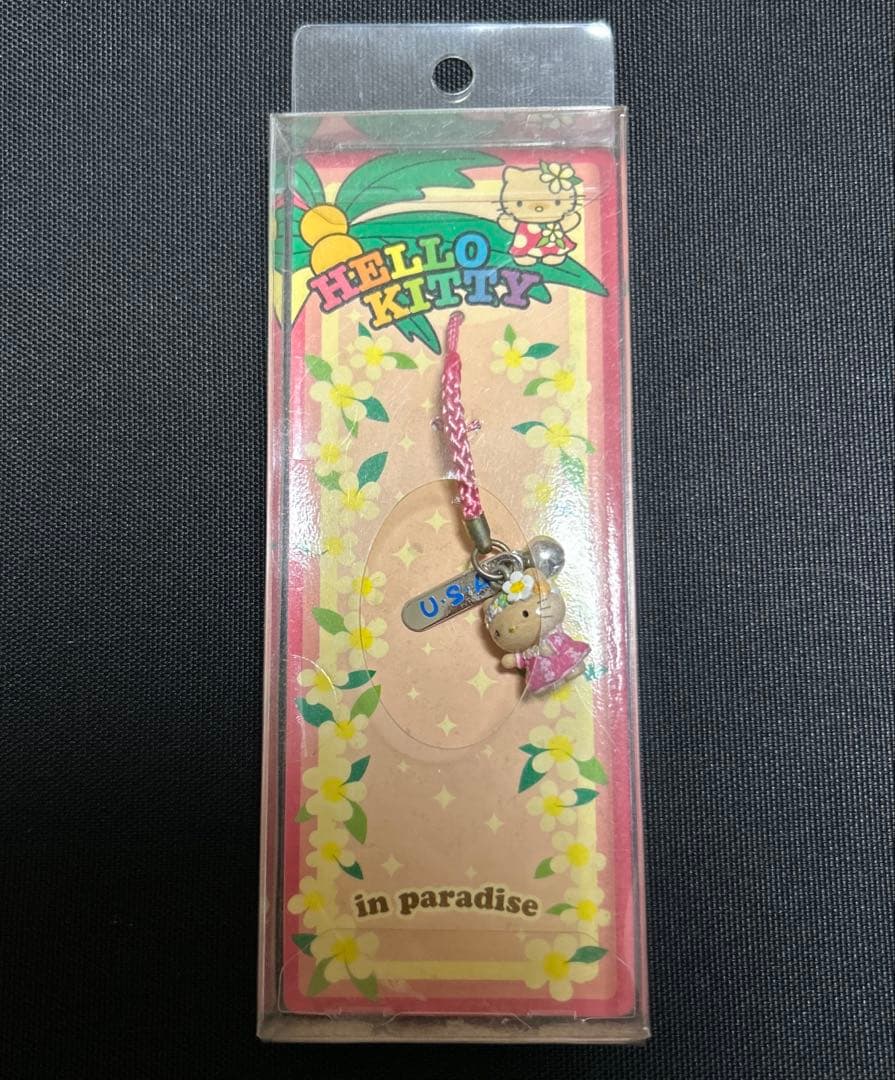 HELLO
KITTY
U.S.A
in paradise